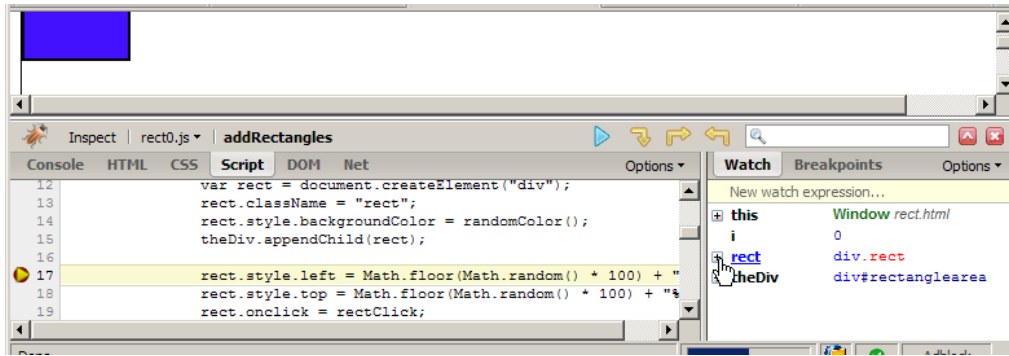 Inspect | rect0.js | addRectangles
Console HTML CSS Script DOM Net Options
12 var rect = document.createElement("div");
13 rect.className = "rect";
14 rect.style.backgroundColor = randomColor();
15 theDiv.appendChild(rect);
16
17 rect.style.left = Math.floor(Math.random() * 100) + "
18 rect.style.top = Math.floor(Math.random() * 100) + "%
19 rect.onclick = rectClick;
Watch Breakpoints Options
New watch expression...
this Window rect.html
i 0
rect div.rect
theDiv div#rectanglearea
Done Adblock